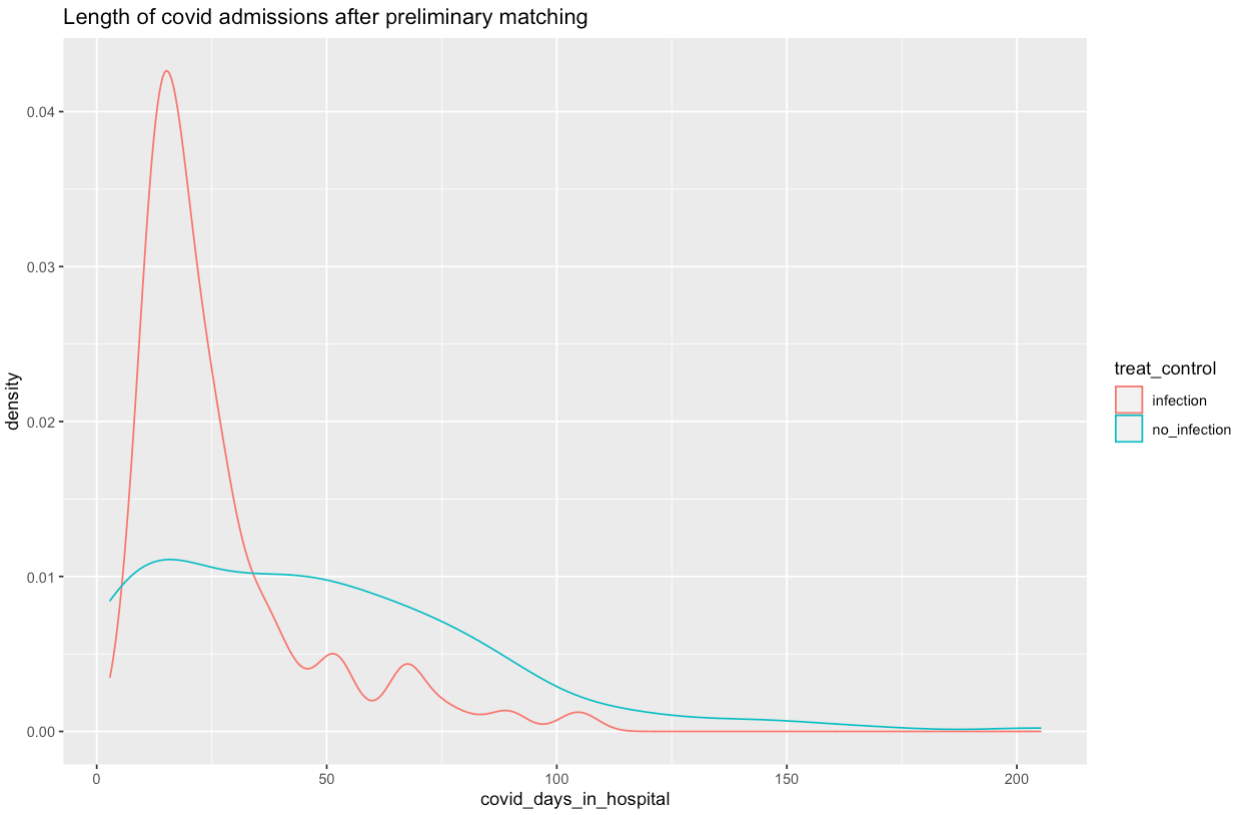 Length of covid admissions after preliminary matching
0.04
0.03
0.02
0.01
0.00
density
0 50 100 150 200
covid_days_in_hospital
treat_control
infection
no_infection